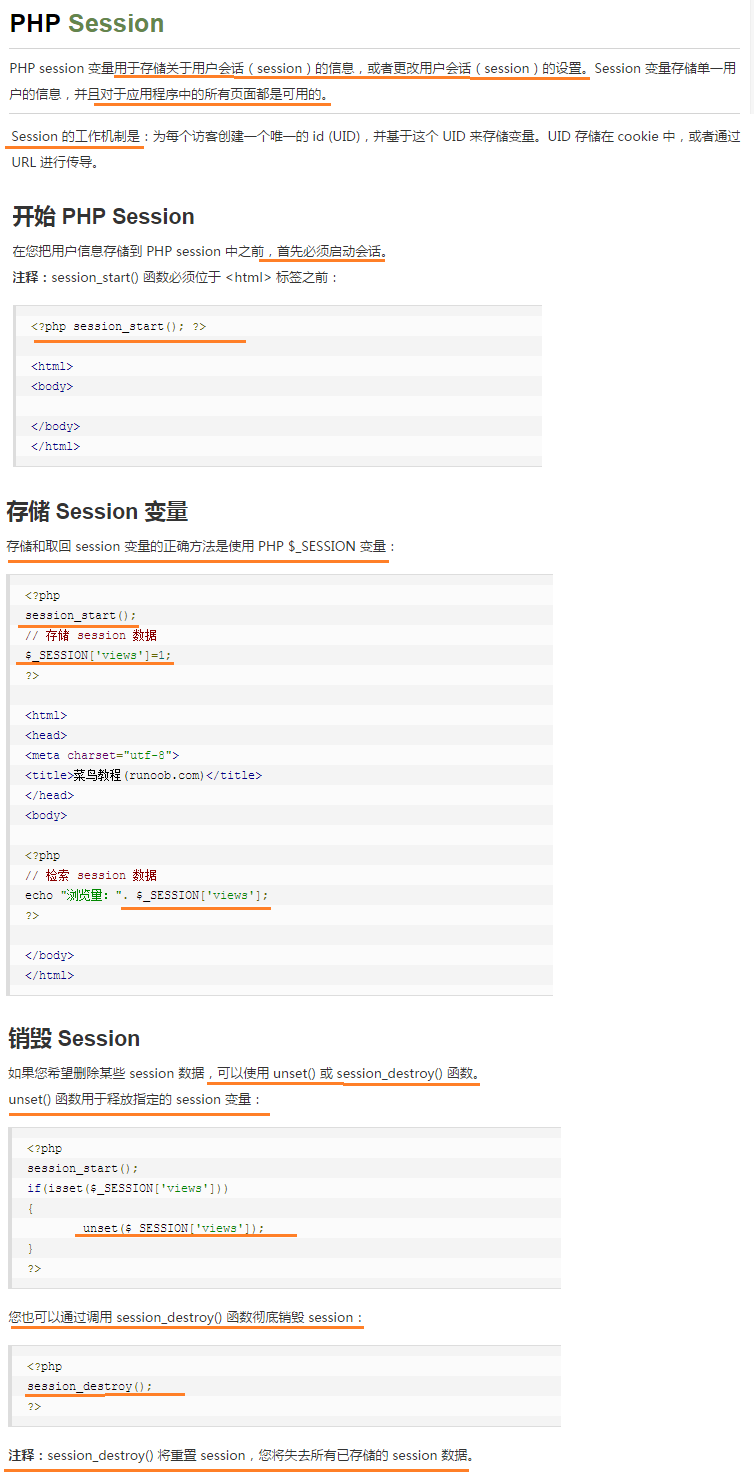 PHP Session
PHP session 变量用于存储关于用户会话（session）的信息，或者更改用户会话（session）的设置。Session 变量存储单一用
户的信息，并且对于应用程序中的所有页面都是可用的。
Session 的工作机制是：为每个访客创建一个唯一的 id (UID)，并基于这个 UID 来存储变量。UID 存储在 cookie 中，或者通过
URL 进行传导。
开始 PHP Session
在您把用户信息存储到 PHP session 中之前，首先必须启动会话。
注释：session_start() 函数必须位于 <html> 标签之前：
<?php session_start(); ?>
<html>
<body>
</body>
</html>
存储 Session 变量
存储和取回 session 变量的正确方法是使用 PHP $_SESSION 变量：
<?php
session_start();
// 存储 session 数据
$_SESSION['views']=1;
?>
<html>
<head>
<meta charset="utf-8">
<title>菜鸟教程(runoob.com)</title>
</head>
<body>
<?php
// 检索 session 数据
echo "浏览量：". $_SESSION['views'];
?>
</body>
</html>
销毁 Session
如果您希望删除某些 session 数据，可以使用 unset() 或 session_destroy() 函数。
unset() 函数用于释放指定的 session 变量：
<?php
session_start();
if(isset($_SESSION['views']))
{
unset($_SESSION['views']);
}
?>
您也可以通过调用 session_destroy() 函数彻底销毁 session：
<?php
session_destroy();
?>
注释：session_destroy() 将重置 session，您将失去所有已存储的 session 数据。